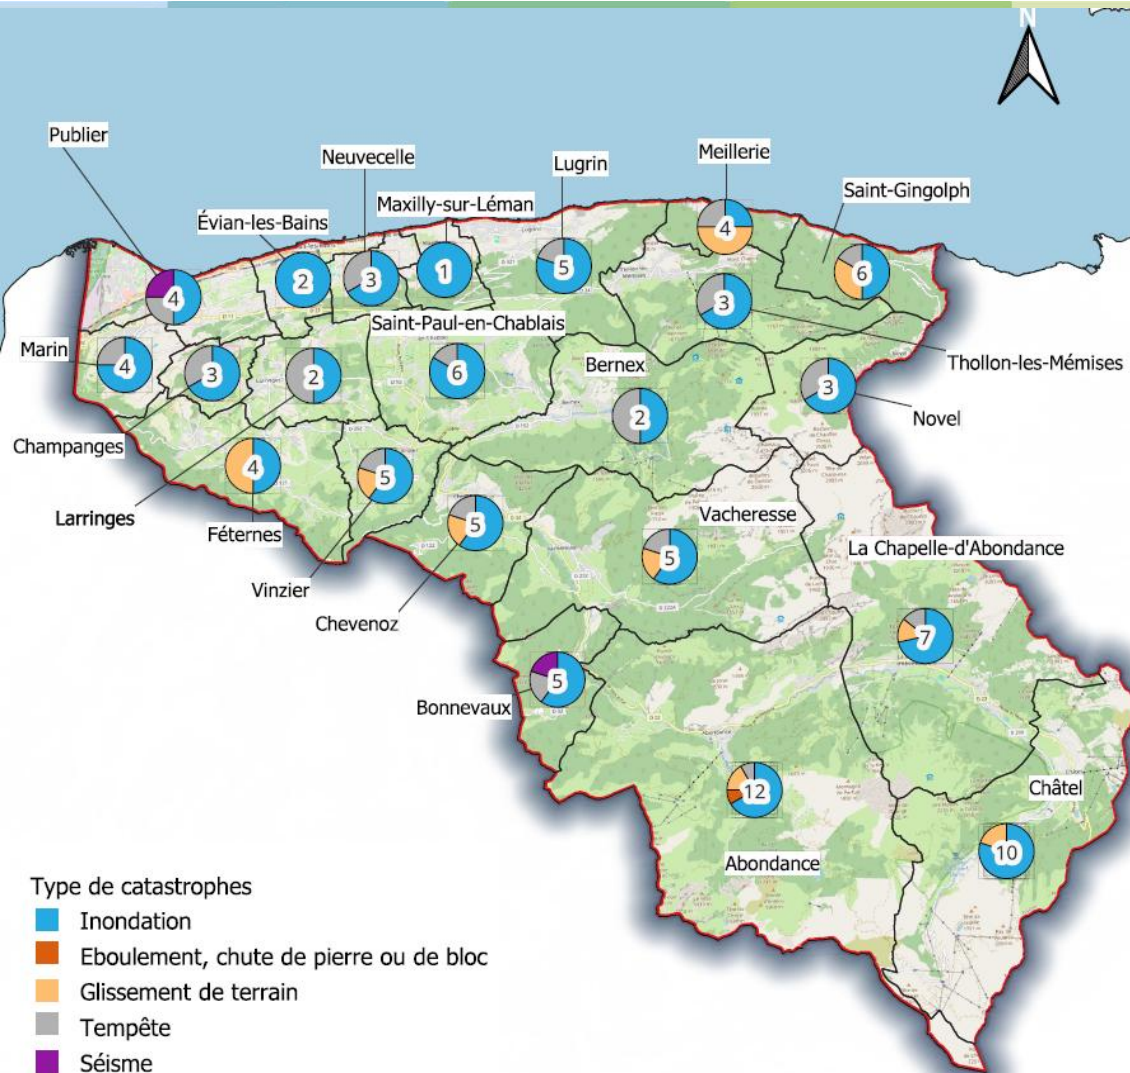 N
Publier
Neuvecelle
Lugrin
Meillerie
Maxilly-sur-Léman
Saint-Gingolph
Évian-les-Bains
4
2
3
1
5
4
6
3
Saint-Paul-en-Chablais
Marin
4
3
2
6
Bernex
Thollon-les-Mémises
3
Novel
2
Champanges
4
5
Larringes
Féternes
5
Vacheresse
5
La Chapelle-d'Abondance
Vinzier
Chevenoz
7
5
Bonnevaux
12
Châtel
Abondance
10
Type de catastrophes
Inondation
Eboulement, chute de pierre ou de bloc
Glissement de terrain
Tempête
Séisme